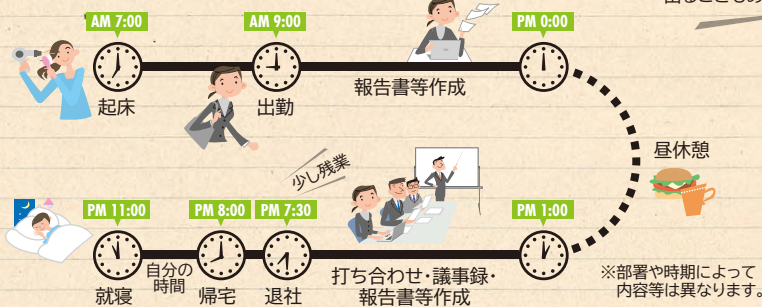 AM 7:00
起床
AM 9:00
出勤
報告書等作成
PM 0:00
昼休憩
PM 1:00
打ち合わせ・議事録・
報告書等作成
少し残業
PM 7:30
退社
PM 8:00
帰宅
自分の
時間
PM 11:00
就寝
※部署や時期によって
内容等は異なります。